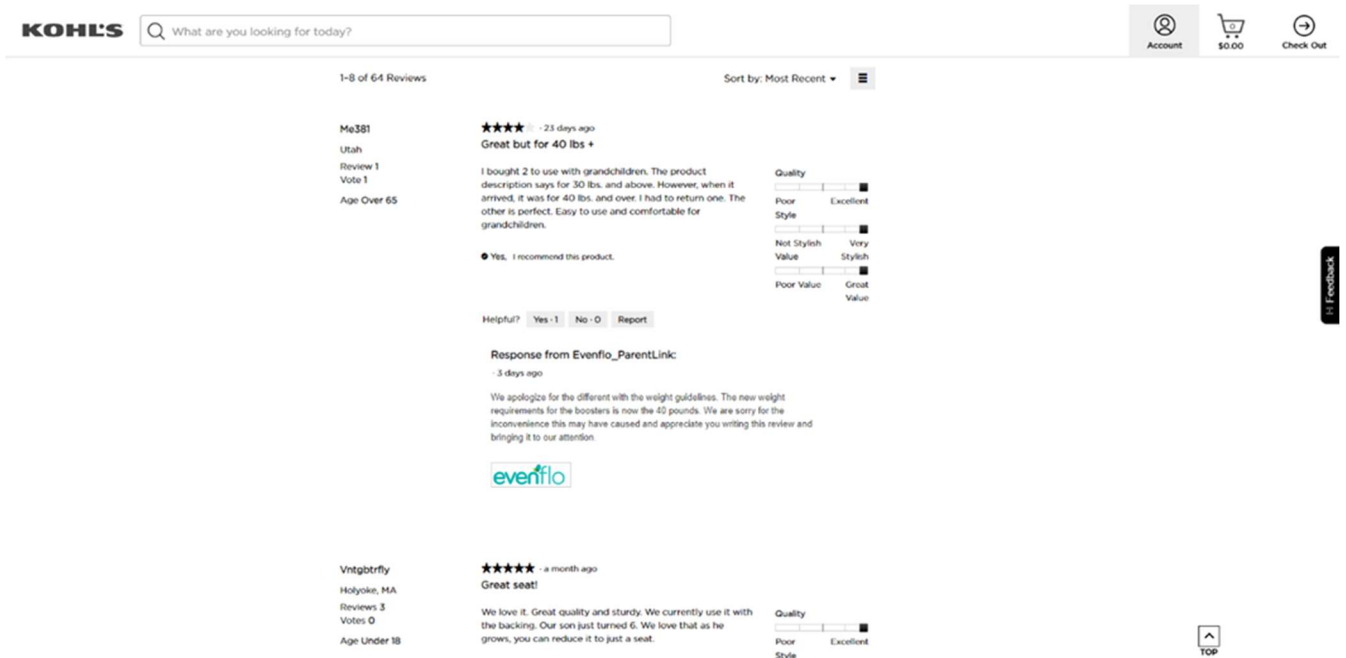 KOHL'S
What are you looking for today?
0
Account
$0.00
Check Out
1-8 of 64 Reviews
Sort by: Most Recent
Me381
Utah
Review 1
Vote 1
Age Over 65
· 23 days ago
Great but for 40 lbs +
I bought 2 to use with grandchildren. The product
description says for 30 lbs. and above. However, when it
arrived, it was for 40 lbs. and over. I had to return one. The
other is perfect. Easy to use and comfortable for
grandchildren.
Yes, I recommend this product.
Quality
Poor Excellent
Style
Not Stylish Very
Value Stylish
Poor Value Great
Value
Helpful? Yes · 1 No · 0 Report
Response from Evenflo_ParentLink:
· 3 days ago
We apologize for the different with the weight guidelines. The new weight
requirements for the boosters is now the 40 pounds. We are sorry for the
inconvenience this may have caused and appreciate you writing this review and
bringing it to our attention.
evenflo
Feedback
Vntgbtrfly
Holyoke, MA
Reviews 3
Votes 0
Age Under 18
· a month ago
Great seat!
We love it. Great quality and sturdy. We currently use it with
the backing. Our son just turned 6. We love that as he
grows, you can reduce it to just a seat.
Quality
Poor Excellent
Style
TOP